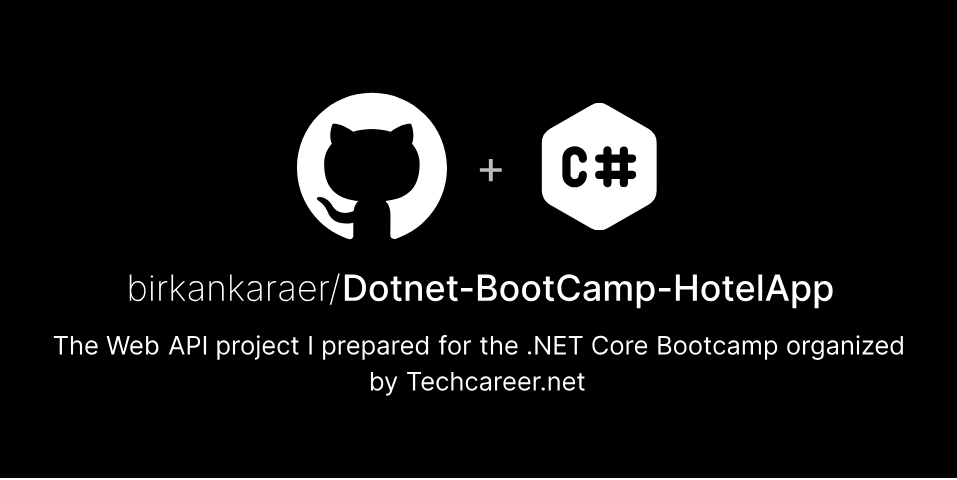 +
C#
birkankaraer/Dotnet-BootCamp-HotelApp
The Web API project I prepared for the .NET Core Bootcamp organized
by Techcareer.net